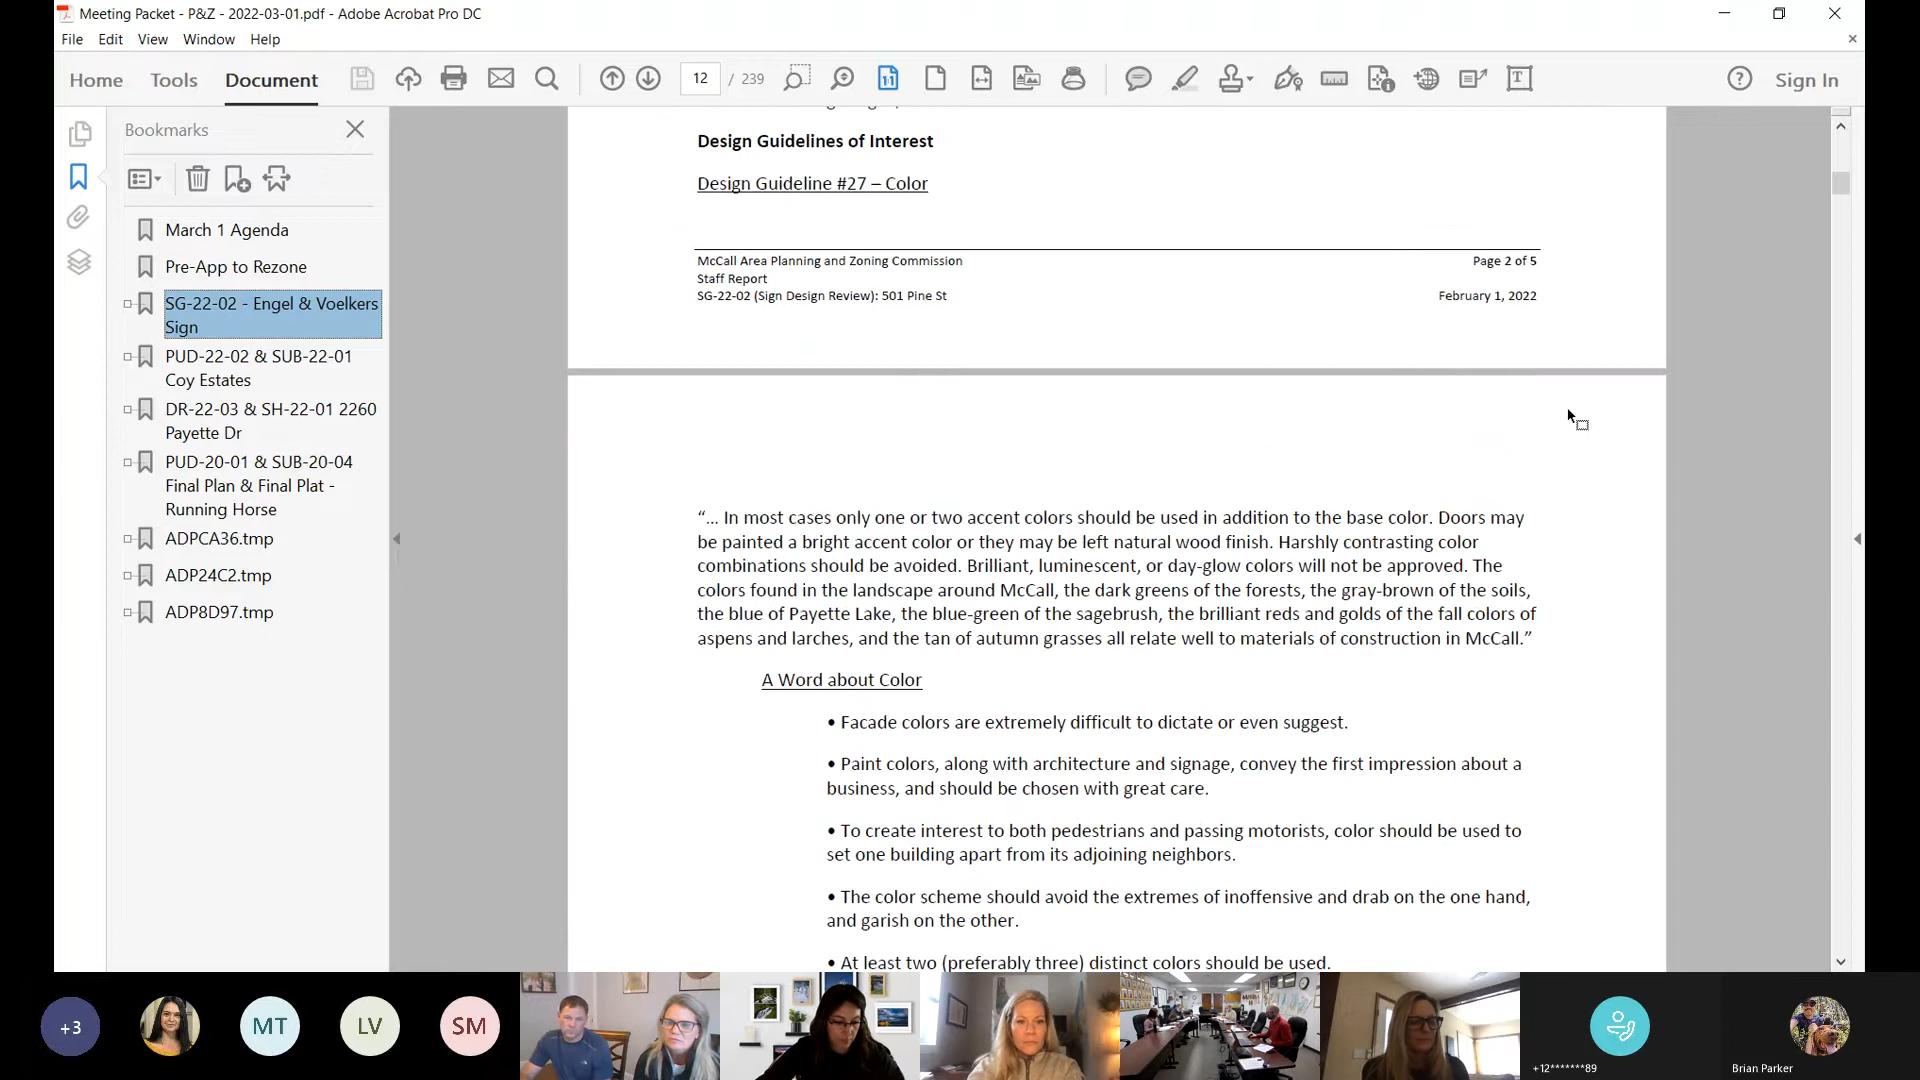 Meeting Packet - P&Z - 2022-03-01.pdf - Adobe Acrobat Pro DC
File Edit View Window Help
Home Tools Document 12 / 239 Sign In
Bookmarks
March 1 Agenda
Pre-App to Rezone
SG-22-02 - Engel & Voelkers
Sign
PUD-22-02 & SUB-22-01
Coy Estates
DR-22-03 & SH-22-01 2260
Payette Dr
PUD-20-01 & SUB-20-04
Final Plan & Final Plat -
Running Horse
ADPCA36.tmp
ADP24C2.tmp
ADP8D97.tmp
Design Guidelines of Interest
Design Guideline #27 – Color
McCall Area Planning and Zoning Commission Page 2 of 5
Staff Report
SG-22-02 (Sign Design Review): 501 Pine St February 1, 2022
“... In most cases only one or two accent colors should be used in addition to the base color. Doors may
be painted a bright accent color or they may be left natural wood finish. Harshly contrasting color
combinations should be avoided. Brilliant, luminescent, or day-glow colors will not be approved. The
colors found in the landscape around McCall, the dark greens of the forests, the gray-brown of the soils,
the blue of Payette Lake, the blue-green of the sagebrush, the brilliant reds and golds of the fall colors of
aspens and larches, and the tan of autumn grasses all relate well to materials of construction in McCall.”
A Word about Color
• Facade colors are extremely difficult to dictate or even suggest.
• Paint colors, along with architecture and signage, convey the first impression about a
business, and should be chosen with great care.
• To create interest to both pedestrians and passing motorists, color should be used to
set one building apart from its adjoining neighbors.
• The color scheme should avoid the extremes of inoffensive and drab on the one hand,
and garish on the other.
• At least two (preferably three) distinct colors should be used.
+3
MT
LV
SM
+12*******89
Brian Parker